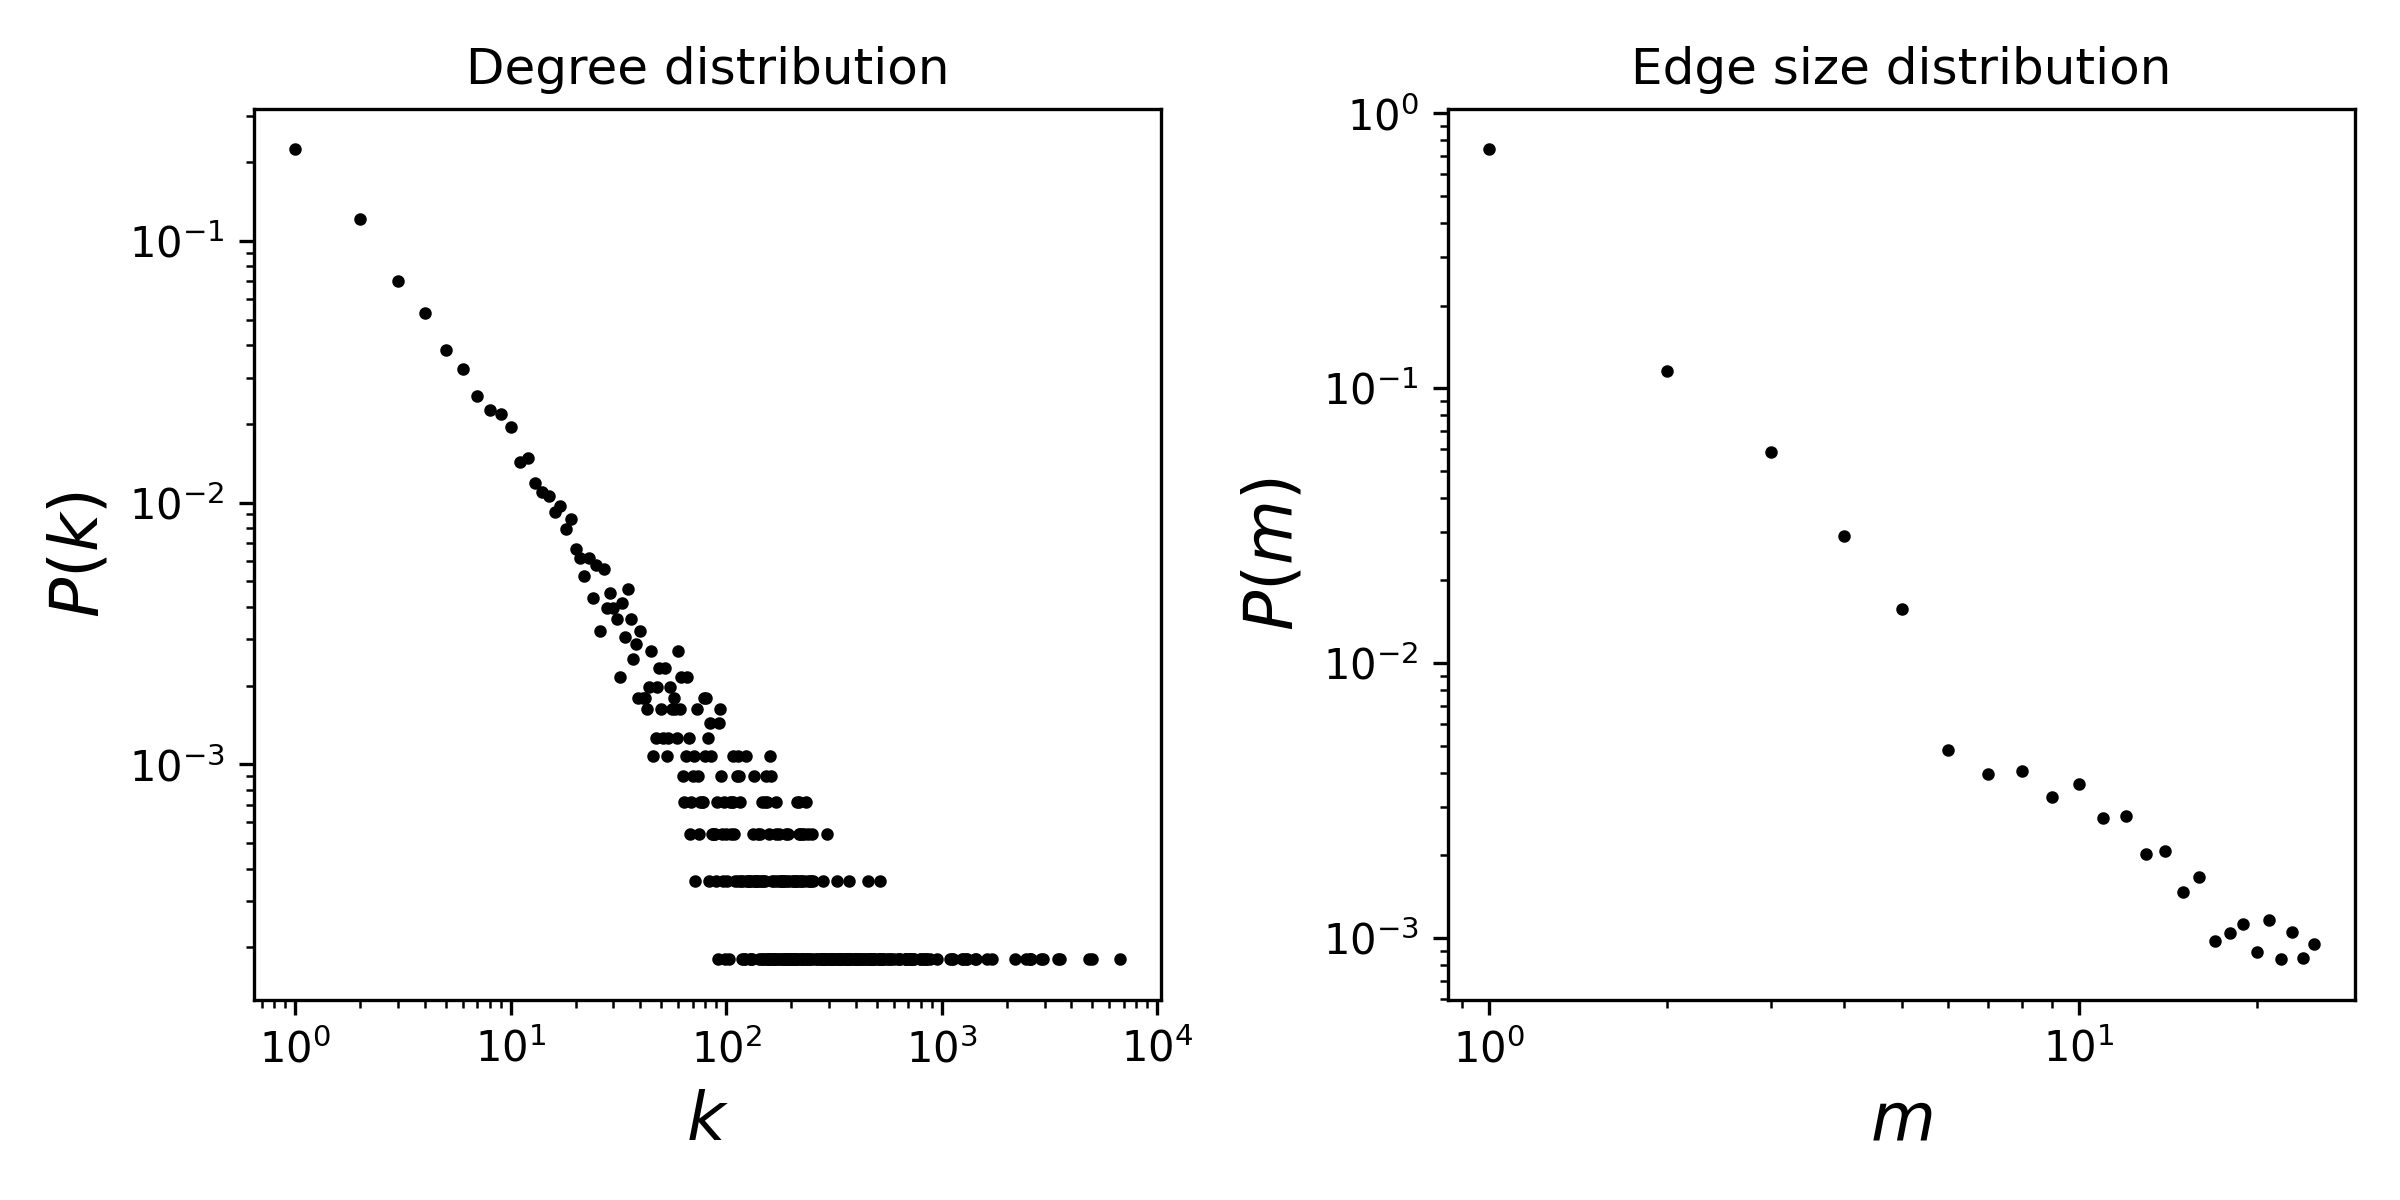 Degree distribution
P(k)
10⁻¹
10⁻²
10⁻³
10⁰ 10¹ 10² 10³ 10⁴
k
Edge size distribution
P(m)
10⁰
10⁻¹
10⁻²
10⁻³
10⁰ 10¹
m